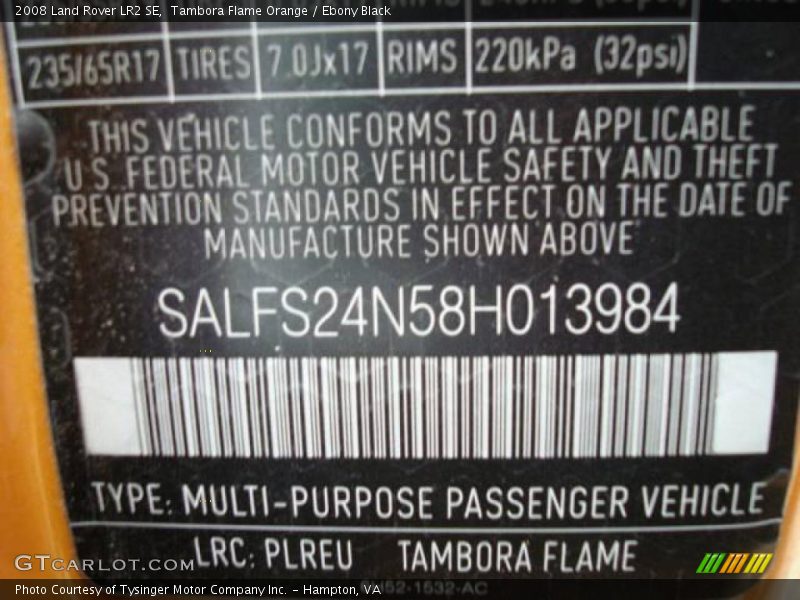 2008 Land Rover LR2 SE,  Tambora Flame Orange / Ebony Black
235/65R17 TIRES 7.0Jx17 RIMS 220kPa (32psi)
THIS VEHICLE CONFORMS TO ALL APPLICABLE
U.S. FEDERAL MOTOR VEHICLE SAFETY AND THEFT
PREVENTION STANDARDS IN EFFECT ON THE DATE OF
MANUFACTURE SHOWN ABOVE
SALFS24N58H013984
TYPE: MULTI-PURPOSE PASSENGER VEHICLE
LRC: PLREU TAMBORA FLAME
GTCARLOT.COM
Photo Courtesy of Tysinger Motor Company Inc. – Hampton, VA